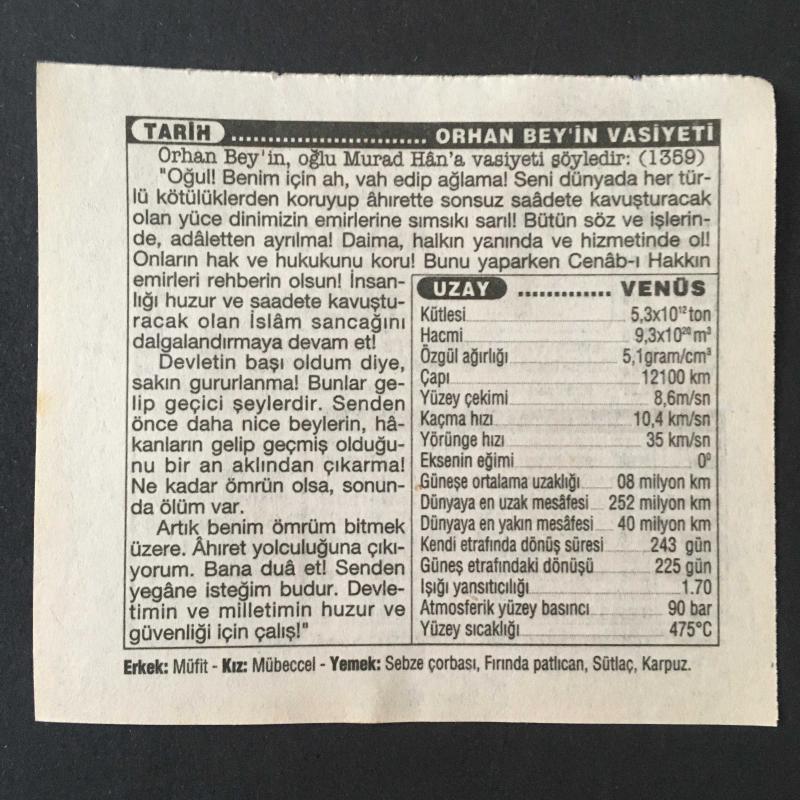 TARİH ............................ ORHAN BEY'İN VASİYETİ
Orhan Bey'in, oğlu Murad Hân'a vasiyeti şöyledir: (1359)
"Oğul! Benim için ah, vah edip ağlama! Seni dünyada her tür-
lü kötülüklerden koruyup âhırette sonsuz saâdete kavuşturacak
olan yüce dinimizin emirlerine sımsıkı sarıl! Bütün söz ve işlerin-
de, adâletten ayrılma! Daima, halkın yanında ve hizmetinde ol!
Onların hak ve hukukunu koru! Bunu yaparken Cenâb-ı Hakkın
emirleri rehberin olsun! İnsan-
lığı huzur ve saadete kavuştu-
racak olan İslâm sancağını
dalgalandırmaya devam et!
Devletin başı oldum diye,
sakın gururlanma! Bunlar ge-
lip geçici şeylerdir. Senden
önce daha nice beylerin, hâ-
kanların gelip geçmiş olduğu-
nu bir an aklından çıkarma!
Ne kadar ömrün olsa, sonun-
da ölüm var.
Artık benim ömrüm bitmek
üzere. Âhıret yolculuğuna çıkı-
yorum. Bana duâ et! Senden
yegâne isteğim budur. Devle-
timin ve milletimin huzur ve
güvenliği için çalış!"
UZAY ............. VENÜS
Kütlesi 5,3x10¹² ton
Hacmi 9,3x10²⁰ m³
Özgül ağırlığı 5,1gram/cm³
Çapı 12100 km
Yüzey çekimi 8,6m/sn
Kaçma hızı 10,4 km/sn
Yörünge hızı 35 km/sn
Eksenin eğimi 0⁰
Güneşe ortalama uzaklığı 08 milyon km
Dünyaya en uzak mesâfesi 252 milyon km
Dünyaya en yakın mesâfesi 40 milyon km
Kendi etrafında dönüş süresi 243 gün
Güneş etrafındaki dönüşü 225 gün
Işığı yansıtıcılığı 1.70
Atmosferik yüzey basıncı 90 bar
Yüzey sıcaklığı 475°C
Erkek: Müfit - Kız: Mübeccel - Yemek: Sebze çorbası, Fırında patlıcan, Sütlaç, Karpuz.